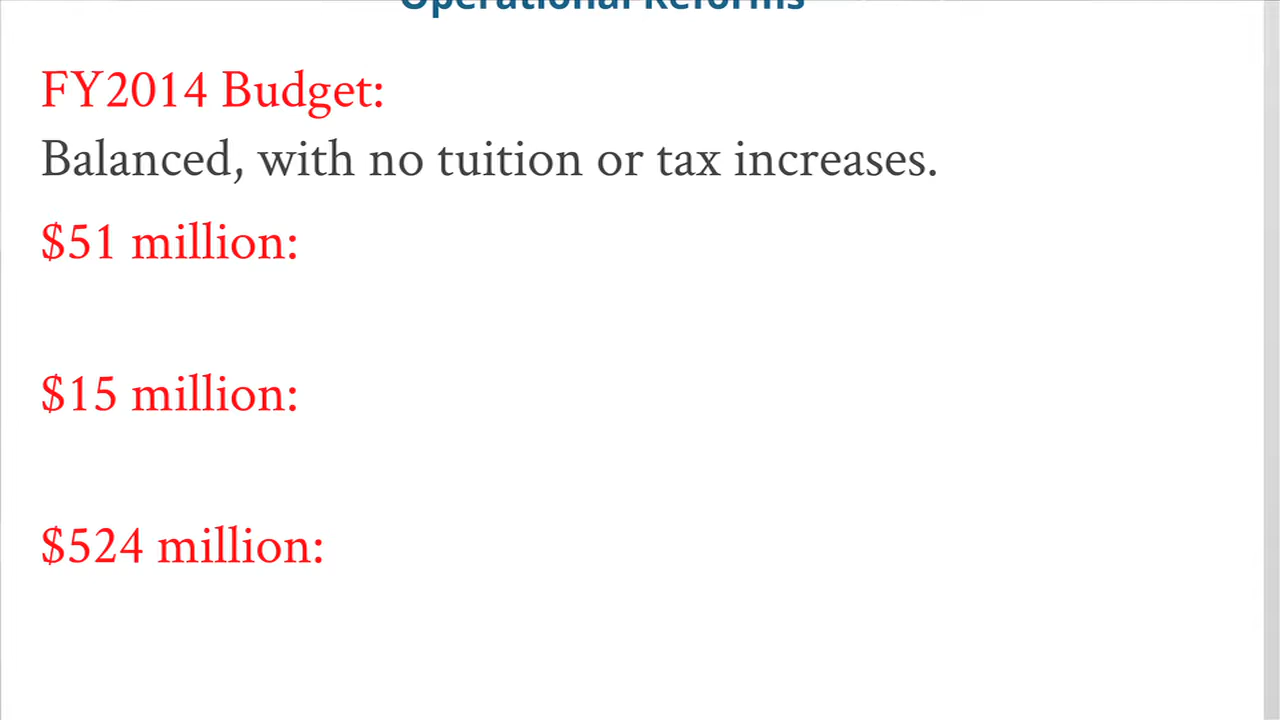 Operational Reforms
FY2014 Budget:
Balanced, with no tuition or tax increases.
$51 million:
$15 million:
$524 million: